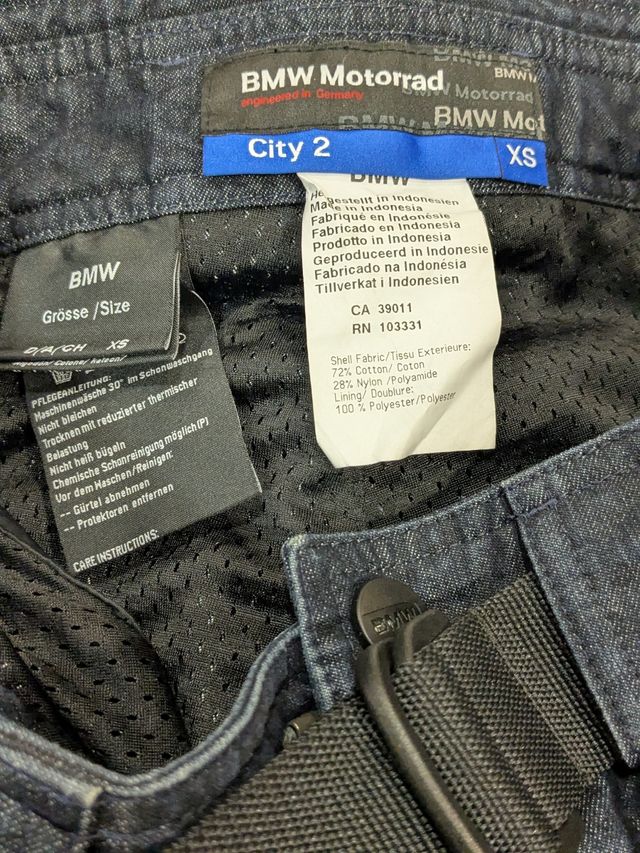 BMW Motorrad
engineered in Germany
BMW
Motorrad
BMW Mot
City 2
XS
BMW
Hergestellt in Indonesien
Made in Indonesia
Fabriqué en Indonésie
Fabricado en Indonesia
Prodotto in Indonesia
Geproduceerd in Indonesie
Fabricado na Indonésia
Tillverkat i Indonesien
CA 39011
RN 103331
Shell Fabric/Tissu Exterieure:
72% Cotton/ Coton
28% Nylon /Polyamide
Lining/ Doublure:
100 % Polyester/Polyester
BMW
Grösse /Size
D/A/CH XS
PFLEGEANLEITUNG:
Maschinenwäsche 30° im Schonwaschgang
Nicht bleichen
Trocknen mit reduzierter thermischer
Belastung
Nicht heiß bügeln
Chemische Schonreinigung möglich(P)
Vor dem Maschen/Reinigen:
-- Gürtel abnehmen
-- Protektoren entfernen
CARE INSTRUCTIONS:
BMW